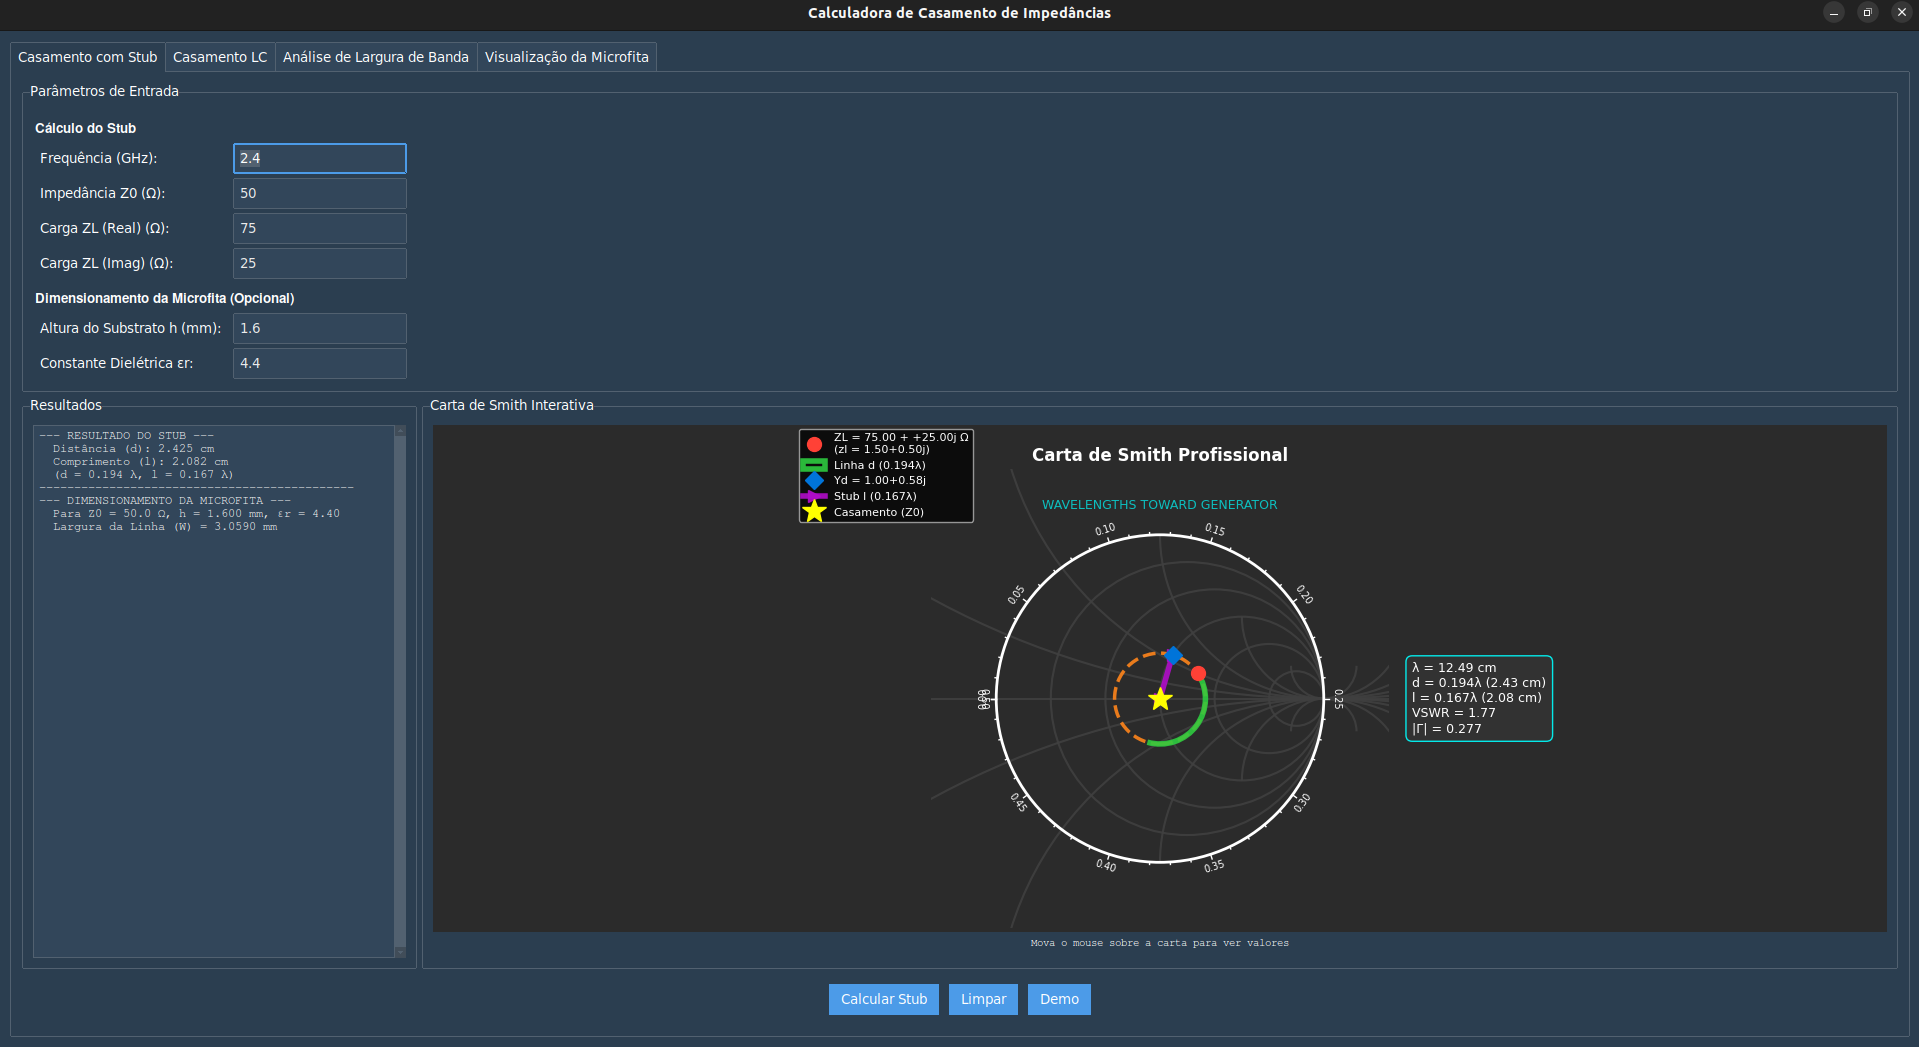 Calculadora de Casamento de Impedâncias
Casamento com Stub
Casamento LC
Análise de Largura de Banda
Visualização da Microfita
Parâmetros de Entrada
Cálculo do Stub
Frequência (GHz):
2.4
Impedância Z0 (Ω):
50
Carga ZL (Real) (Ω):
75
Carga ZL (Imag) (Ω):
25
Dimensionamento da Microfita (Opcional)
Altura do Substrato h (mm):
1.6
Constante Dielétrica εr:
4.4
Resultados
--- RESULTADO DO STUB ---
Distância (d): 2.425 cm
Comprimento (l): 2.082 cm
(d = 0.194 λ, l = 0.167 λ)
------------------------------------------------
--- DIMENSIONAMENTO DA MICROFITA ---
Para Z0 = 50.0 Ω, h = 1.600 mm, εr = 4.40
Largura da Linha (W) = 3.0590 mm
Carta de Smith Interativa
ZL = 75.00 + +25.00j Ω
(zl = 1.50+0.50j)
Linha d (0.194λ)
Yd = 1.00+0.58j
Stub l (0.167λ)
Casamento (Z0)
Carta de Smith Profissional
WAVELENGTHS TOWARD GENERATOR
0.10
0.15
0.05
0.20
0.25
0.45
0.30
0.40
0.35
λ = 12.49 cm
d = 0.194λ (2.43 cm)
l = 0.167λ (2.08 cm)
VSWR = 1.77
|Γ| = 0.277
Mova o mouse sobre a carta para ver valores
Calcular Stub
Limpar
Demo